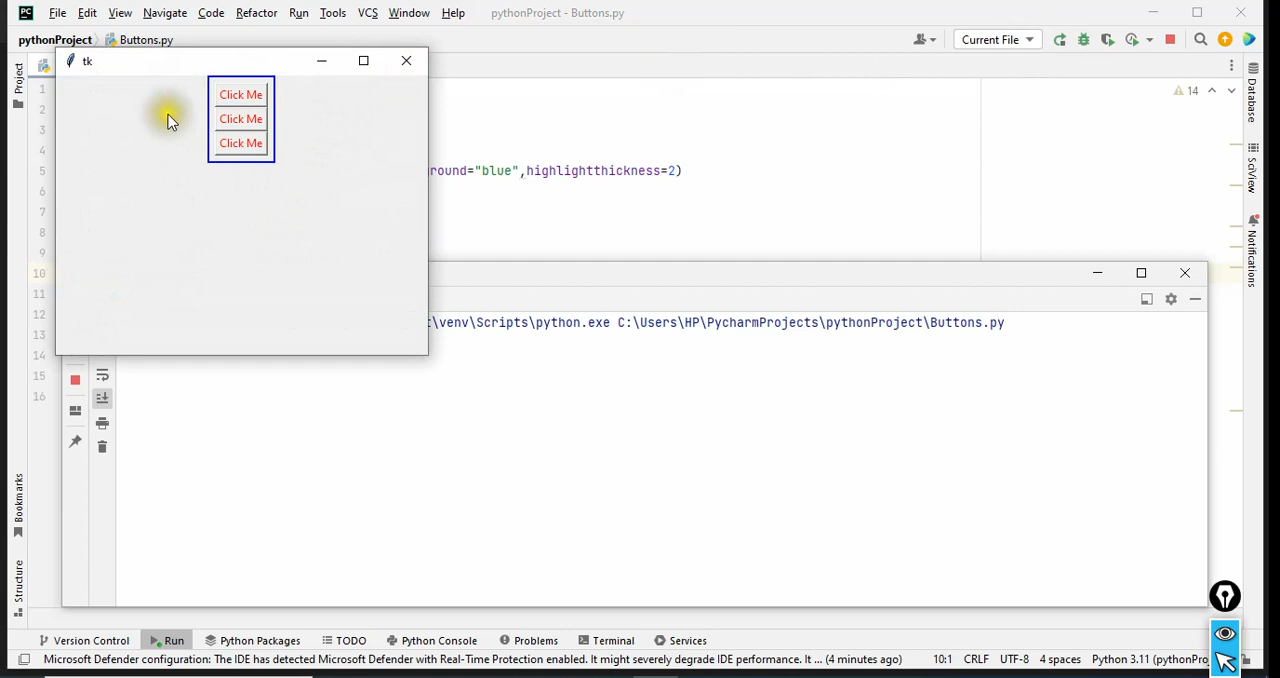 PC File Edit View Navigate Code Refactor Run Tools VCS Window Help pythonProject - Buttons.py
pythonProject Buttons.py Current File
tk
Project
Database
SciView
Notifications
Bookmarks
Structure
Click Me
Click Me
Click Me
14
1
2
3
4
5
6
7
8
9
10
11
12
13
14
15
16
round="blue",highlightthickness=2)
\venv\Scripts\python.exe C:\Users\HP\PycharmProjects\pythonProject\Buttons.py
Version Control Run Python Packages TODO Python Console Problems Terminal Services
Microsoft Defender configuration: The IDE has detected Microsoft Defender with Real-Time Protection enabled. It might severely degrade IDE performance. It ... (4 minutes ago) 10:1 CRLF UTF-8 4 spaces Python 3.11 (pythonPro